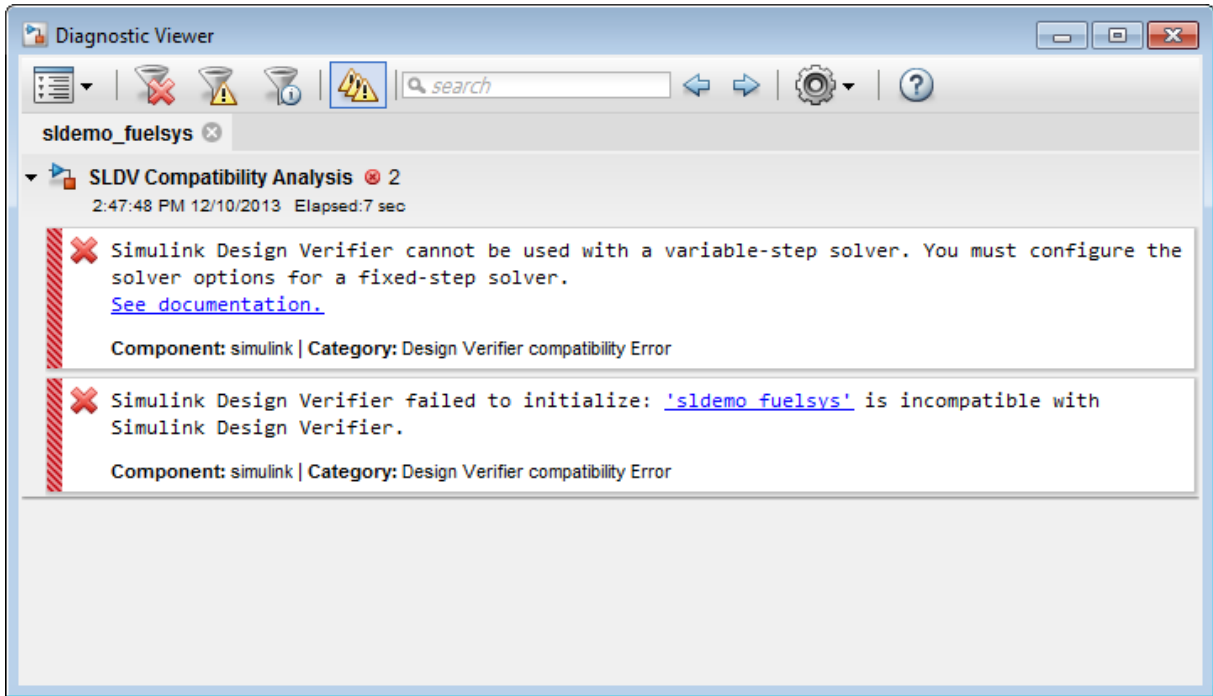 Diagnostic Viewer
search
sldemo_fuelsys
SLDV Compatibility Analysis 2
2:47:48 PM 12/10/2013 Elapsed:7 sec
Simulink Design Verifier cannot be used with a variable-step solver. You must configure the
solver options for a fixed-step solver.
See documentation.
Component: simulink | Category: Design Verifier compatibility Error
Simulink Design Verifier failed to initialize: 'sldemo_fuelsys' is incompatible with
Simulink Design Verifier.
Component: simulink | Category: Design Verifier compatibility Error